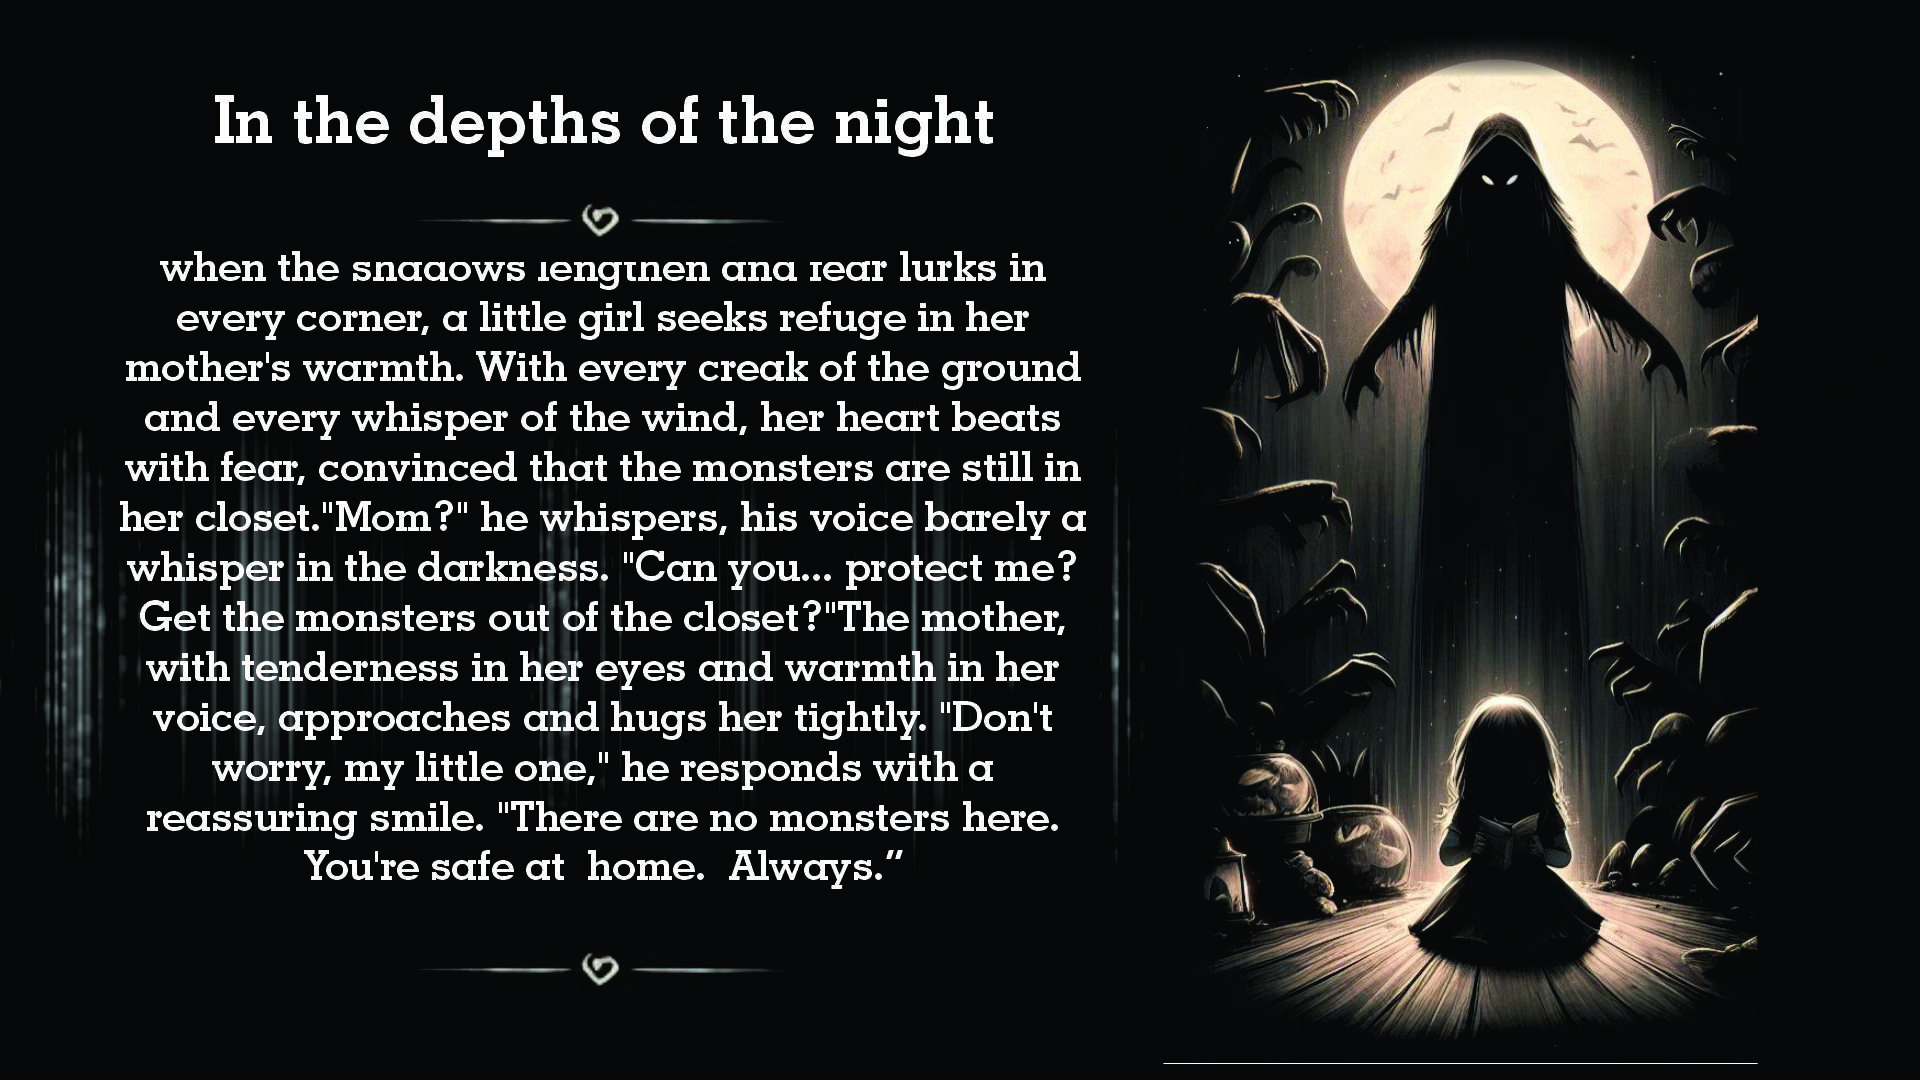 In the depths of the night
when the shadows lengthen and fear lurks in
every corner, a little girl seeks refuge in her
mother's warmth. With every creak of the ground
and every whisper of the wind, her heart beats
with fear, convinced that the monsters are still in
her closet."Mom?" he whispers, his voice barely a
whisper in the darkness. "Can you... protect me?
Get the monsters out of the closet?"The mother,
with tenderness in her eyes and warmth in her
voice, approaches and hugs her tightly. "Don't
worry, my little one," he responds with a
reassuring smile. "There are no monsters here.
You're safe at  home.  Always.”